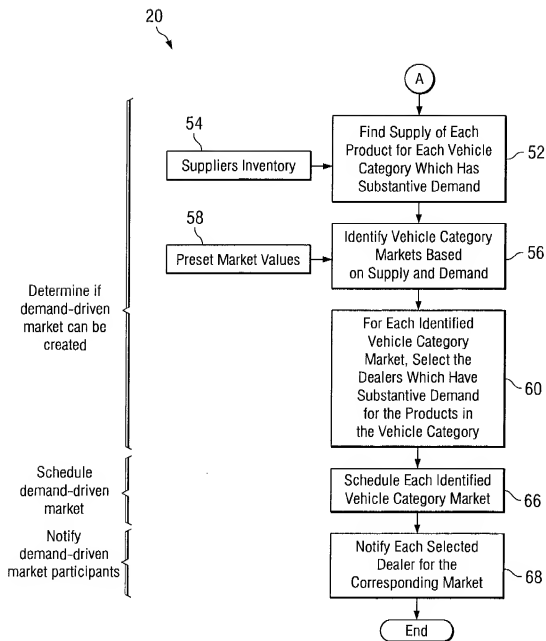 20
A
54
Suppliers Inventory
Find Supply of Each
Product for Each Vehicle
Category Which Has
Substantive Demand
52
58
Preset Market Values
Identify Vehicle Category
Markets Based
on Supply and Demand
56
Determine if
demand-driven
market can be
created
For Each Identified
Vehicle Category
Market, Select the
Dealers Which Have
Substantive Demand
for the Products in
the Vehicle Category
60
Schedule
demand-driven
market
Schedule Each Identified
Vehicle Category Market
66
Notify
demand-driven
market participants
Notify Each Selected
Dealer for the
Corresponding Market
68
End